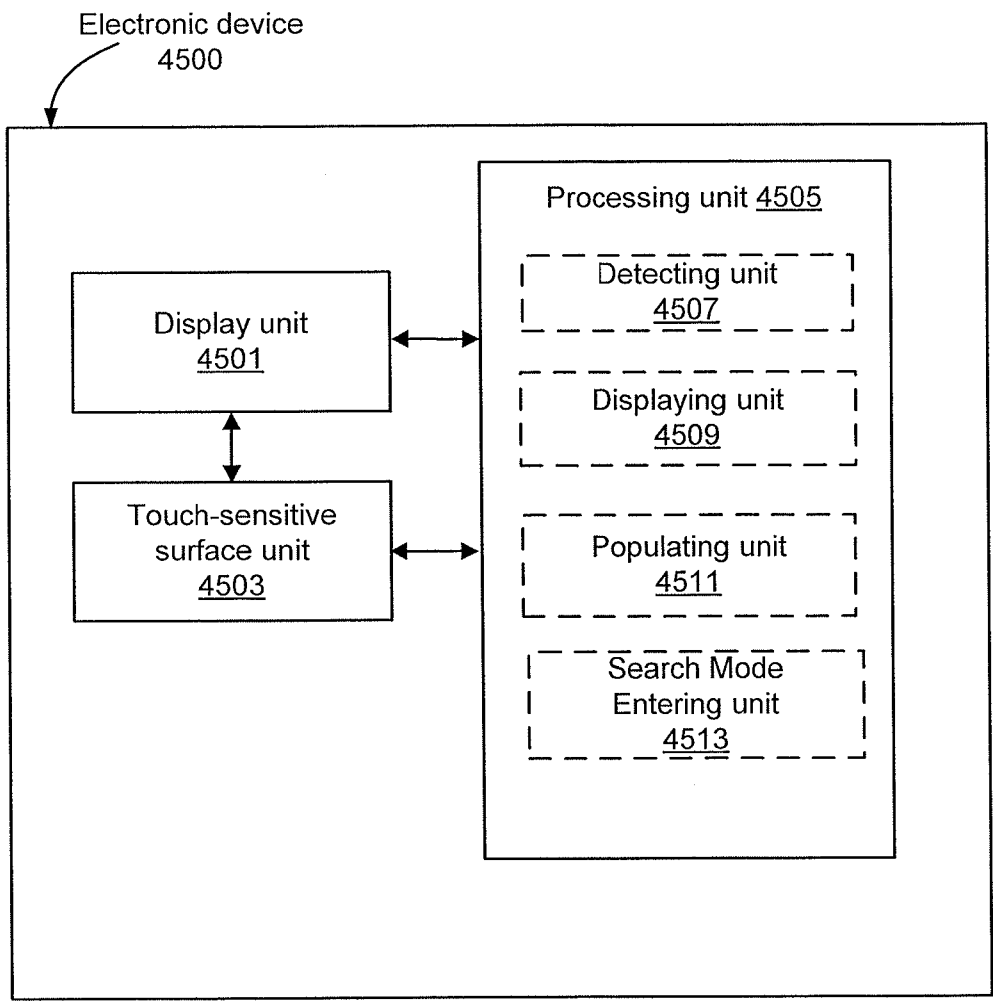 Electronic device
4500
Processing unit 4505
Detecting unit
4507
Display unit
4501
Displaying unit
4509
Touch-sensitive
surface unit
4503
Populating unit
4511
Search Mode
Entering unit
4513